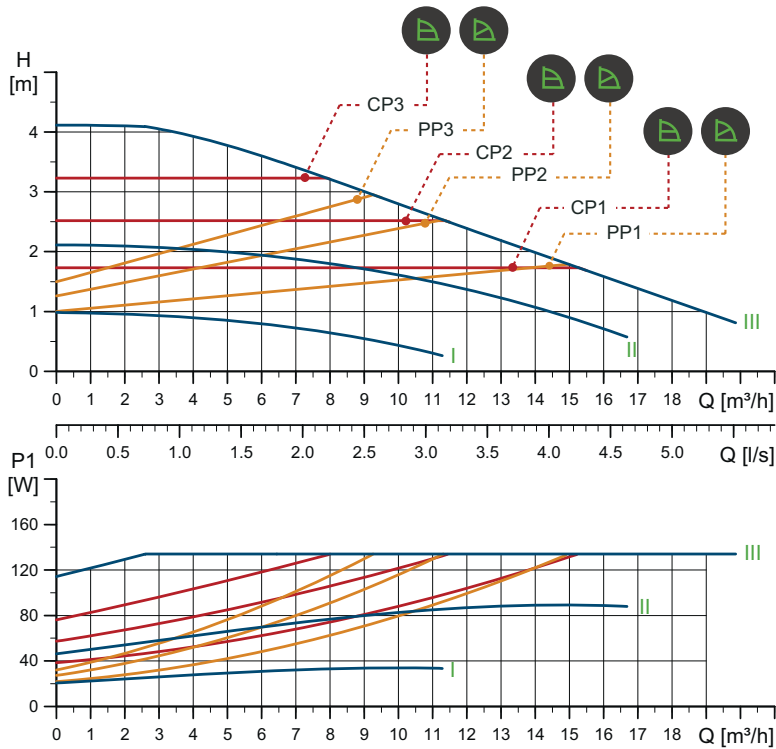 H
[m]
CP3
PP3
CP2
PP2
CP1
PP1
4
3
2
1
0
I
II
III
0 1 2 3 4 5 6 7 8 9 10 11 12 13 14 15 16 17 18 Q [m³/h]
0.0 0.5 1.0 1.5 2.0 2.5 3.0 3.5 4.0 4.5 5.0 Q [l/s]
P1
[W]
160
120
80
40
0
III
II
I
0 1 2 3 4 5 6 7 8 9 10 11 12 13 14 15 16 17 18 Q [m³/h]